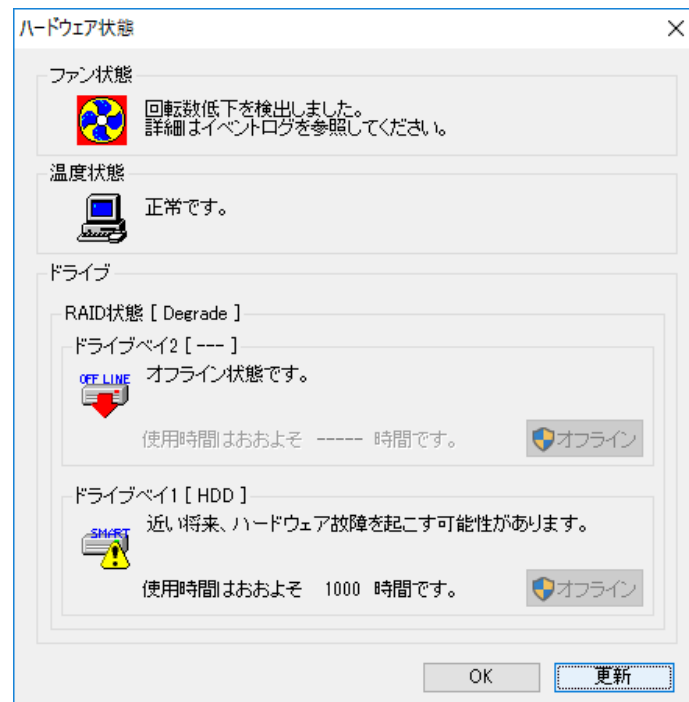 ハードウェア状態
ファン状態
回転数低下を検出しました。
詳細はイベントログを参照してください。
温度状態
正常です。
ドライブ
RAID状態 [ Degrade ]
ドライブベイ2 [ --- ]
OFF LINE
オフライン状態です。
使用時間はおおよそ ----- 時間です。
オフライン
ドライブベイ1 [ HDD ]
SMART
近い将来、ハードウェア故障を起こす可能性があります。
使用時間はおおよそ 1000 時間です。
オフライン
OK
更新